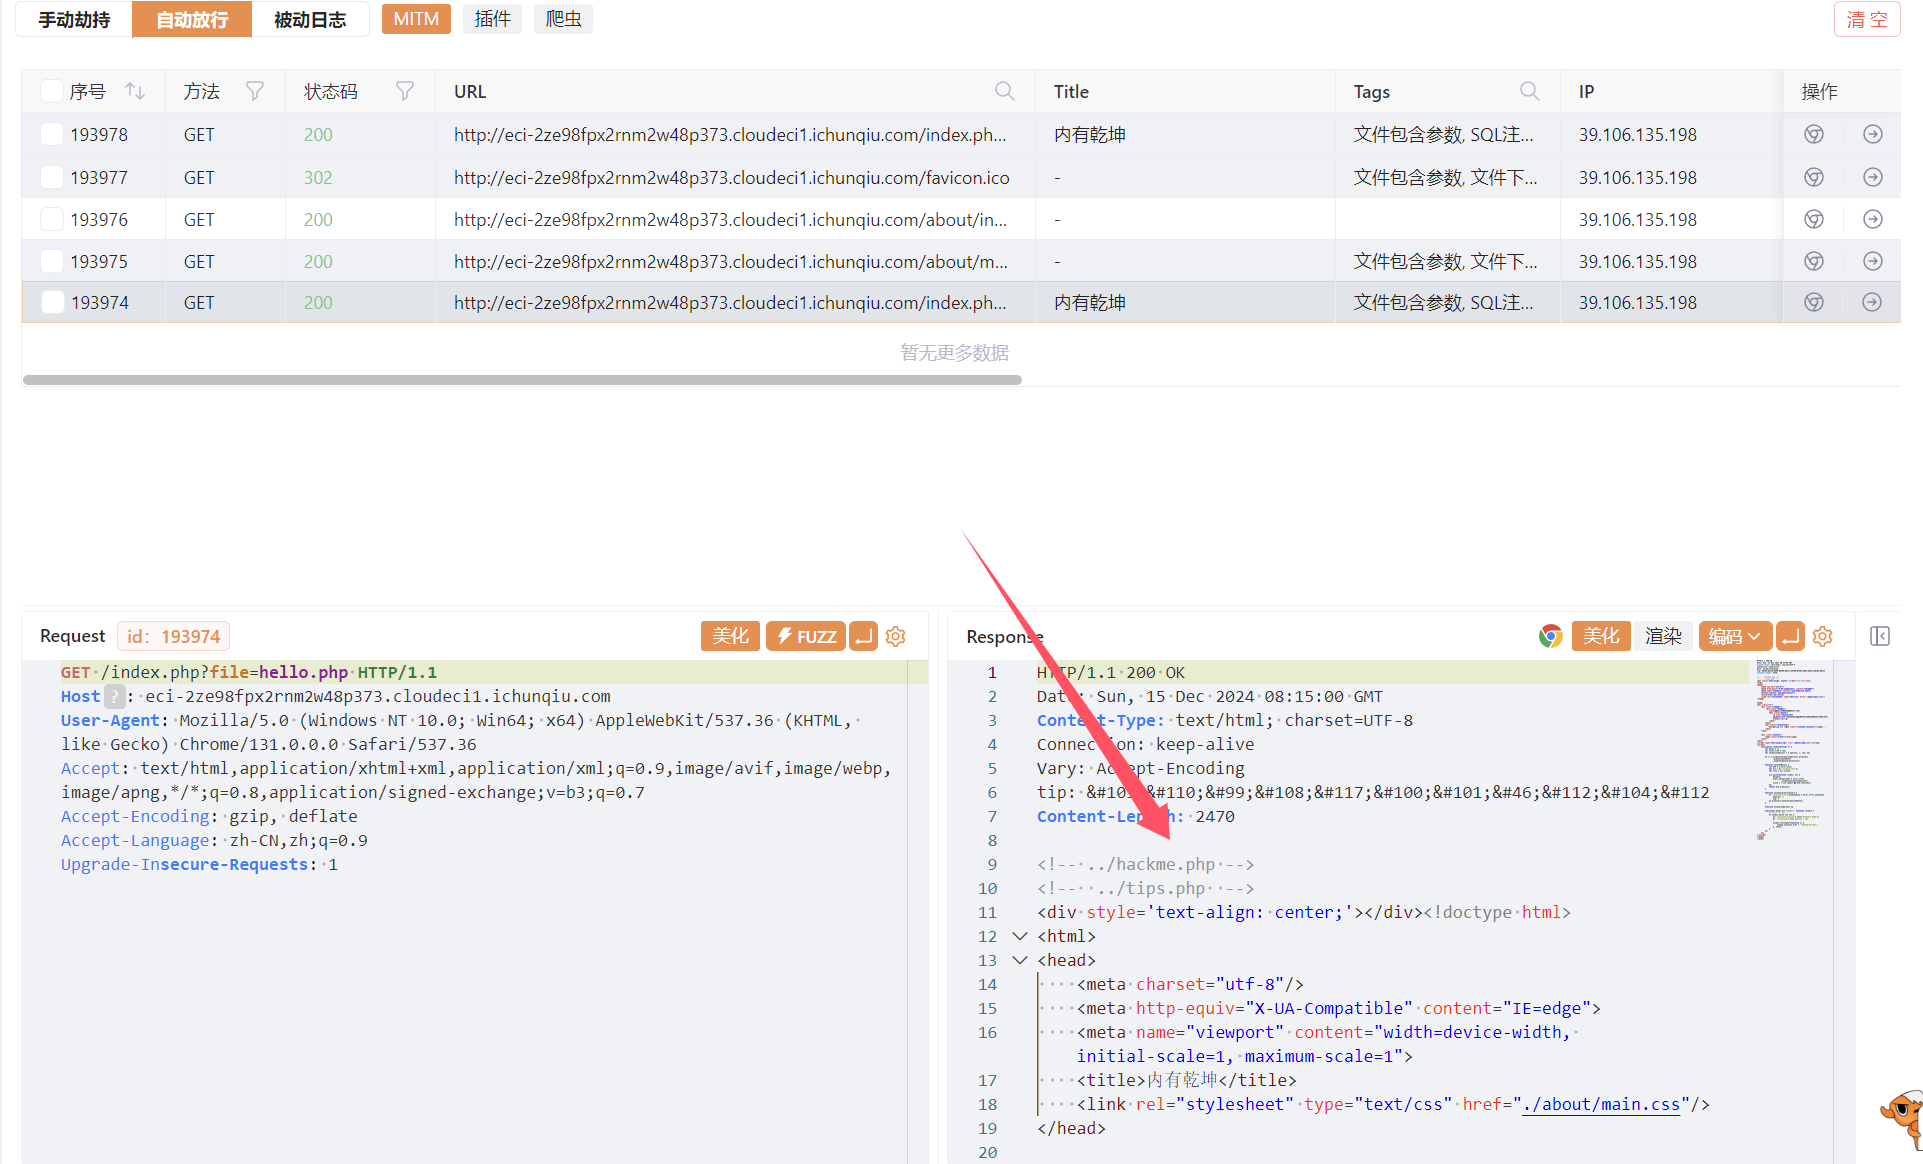 手动劫持 自动放行 被动日志 MITM 插件 爬虫 清 空
序号 方法 状态码 URL Title Tags IP 操作
193978 GET 200 http://eci-2ze98fpx2rnm2w48p373.cloudeci1.ichunqiu.com/index.ph... 内有乾坤 文件包含参数, SQL注... 39.106.135.198
193977 GET 302 http://eci-2ze98fpx2rnm2w48p373.cloudeci1.ichunqiu.com/favicon.ico - 文件包含参数, 文件下... 39.106.135.198
193976 GET 200 http://eci-2ze98fpx2rnm2w48p373.cloudeci1.ichunqiu.com/about/in... - 39.106.135.198
193975 GET 200 http://eci-2ze98fpx2rnm2w48p373.cloudeci1.ichunqiu.com/about/m... - 文件包含参数, 文件下... 39.106.135.198
193974 GET 200 http://eci-2ze98fpx2rnm2w48p373.cloudeci1.ichunqiu.com/index.ph... 内有乾坤 文件包含参数, SQL注... 39.106.135.198
暂无更多数据
Request id: 193974 美化 FUZZ
GET /index.php?file=hello.php HTTP/1.1
Host ? : eci-2ze98fpx2rnm2w48p373.cloudeci1.ichunqiu.com
User-Agent: Mozilla/5.0 (Windows NT 10.0; Win64; x64) AppleWebKit/537.36 (KHTML,
like Gecko) Chrome/131.0.0.0 Safari/537.36
Accept: text/html,application/xhtml+xml,application/xml;q=0.9,image/avif,image/webp,
image/apng,*/*;q=0.8,application/signed-exchange;v=b3;q=0.7
Accept-Encoding: gzip, deflate
Accept-Language: zh-CN,zh;q=0.9
Upgrade-Insecure-Requests: 1
Response 美化 渲染 编码
1 HTTP/1.1 200 OK
2 Date: Sun, 15 Dec 2024 08:15:00 GMT
3 Content-Type: text/html; charset=UTF-8
4 Connection: keep-alive
5 Vary: Accept-Encoding
6 tip: &#101;&#110;&#99;&#108;&#117;&#100;&#101;&#46;&#112;&#104;&#112
7 Content-Length: 2470
8
9 <!-- ../hackme.php -->
10 <!-- ../tips.php -->
11 <div style='text-align: center;'></div><!doctype html>
12 <html>
13 <head>
14 <meta charset="utf-8"/>
15 <meta http-equiv="X-UA-Compatible" content="IE=edge">
16 <meta name="viewport" content="width=device-width,
initial-scale=1, maximum-scale=1">
17 <title>内有乾坤</title>
18 <link rel="stylesheet" type="text/css" href="./about/main.css"/>
19 </head>
20